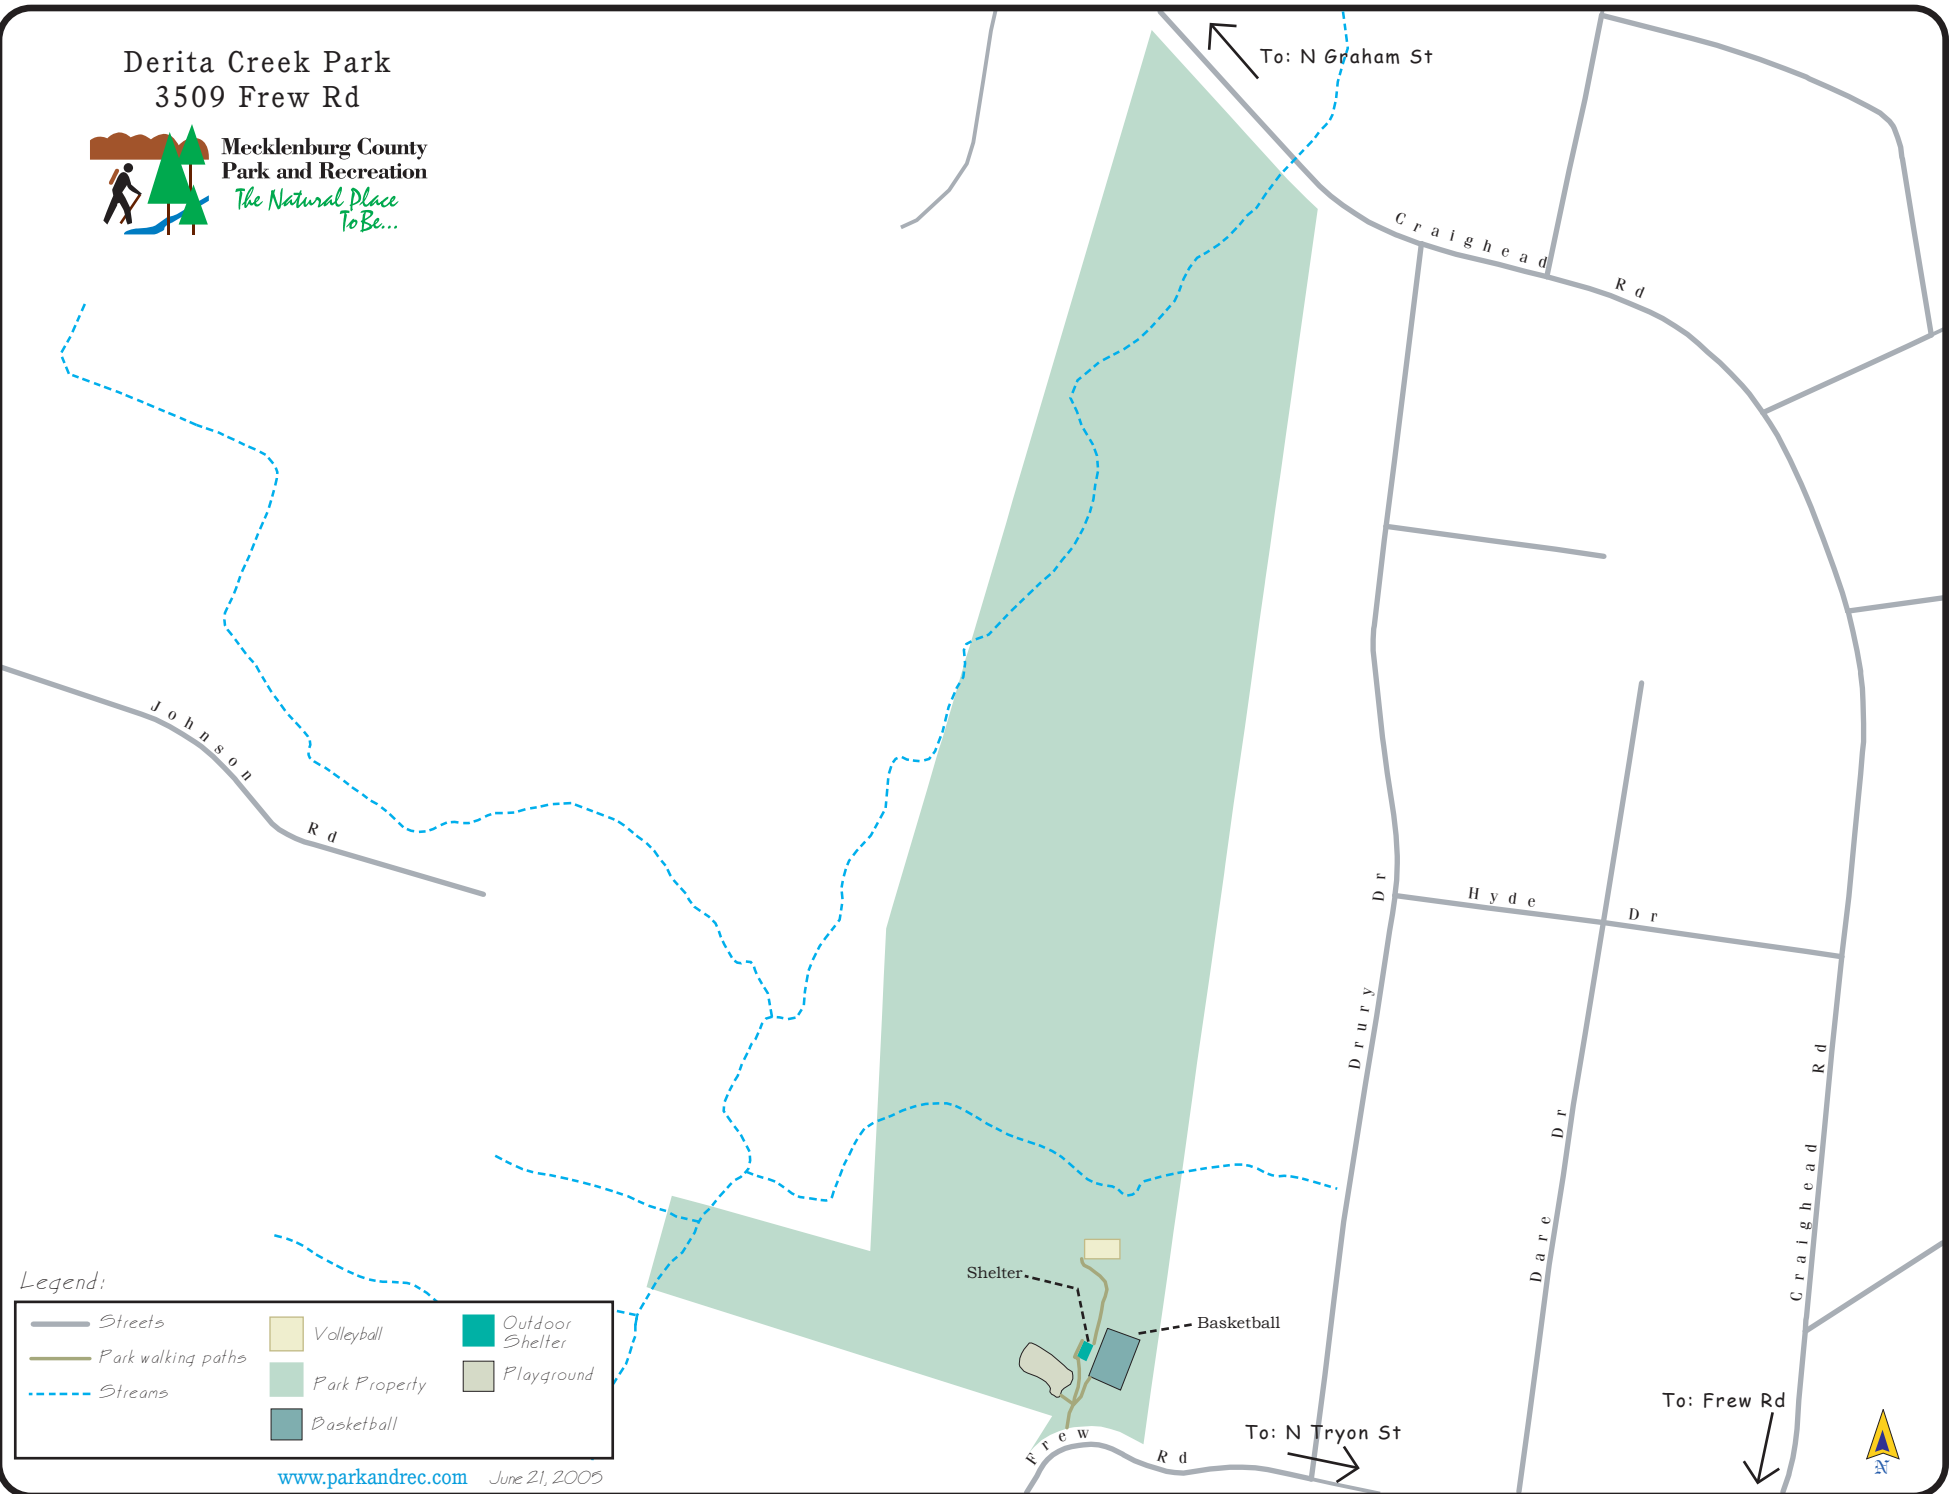 Derita Creek Park
3509 Frew Rd
Mecklenburg County
Park and Recreation
The Natural Place
To Be...
To: N Graham St
Craighead Rd
Johnson Rd
Drury Dr
Hyde Dr
Dare Dr
Craighead Rd
Shelter
Basketball
Frew Rd
To: N Tryon St
To: Frew Rd
N
Legend:
Streets
Park walking paths
Streams
Volleyball
Park Property
Basketball
Outdoor
Shelter
Playground
www.parkandrec.com
June 21, 2005